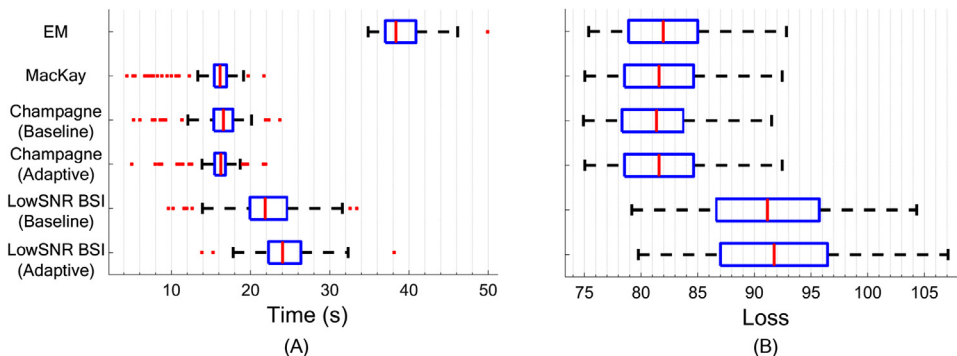 EM
MacKay
Champagne
(Baseline)
Champagne
(Adaptive)
LowSNR BSI
(Baseline)
LowSNR BSI
(Adaptive)
10 20 30 40 50
Time (s)
(A)
75 80 85 90 95 100 105
Loss
(B)